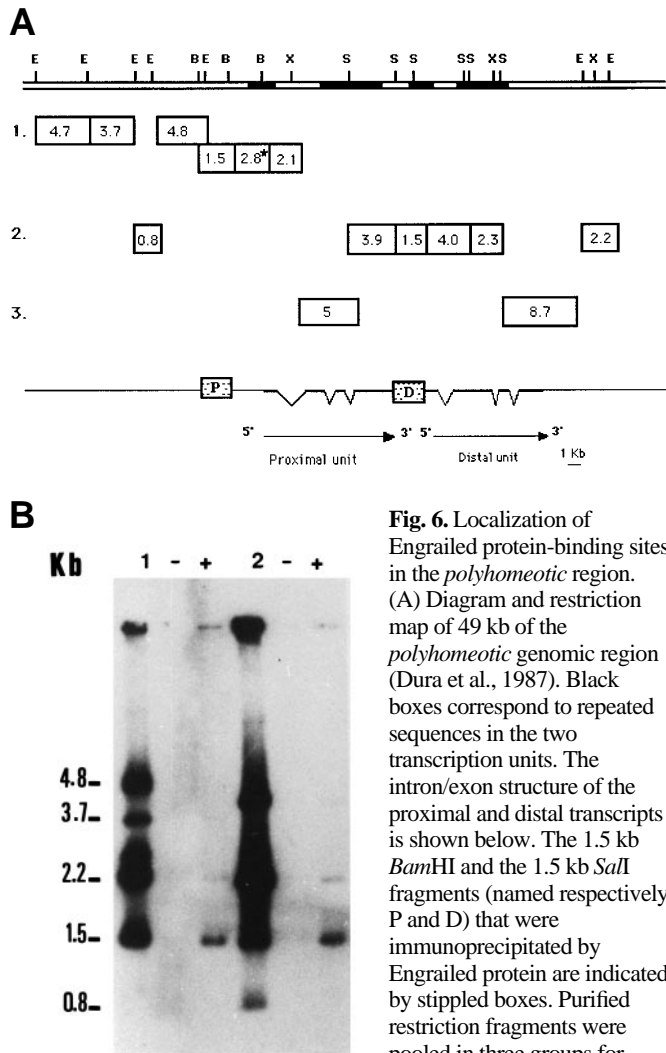 A
E E E E B E B B X S S S S S X S E X E
1. 4.7 3.7 4.8
1.5 2.8* 2.1
2. 0.8 3.9 1.5 4.0 2.3 2.2
3. 5 8.7
P D
5' 3' 5' 3'
Proximal unit Distal unit 1 Kb
B
Kb 1 - + 2 - +
4.8
3.7
2.2
1.5
0.8
Fig. 6. Localization of
Engrailed protein-binding sites
in the polyhomeotic region.
(A) Diagram and restriction
map of 49 kb of the
polyhomeotic genomic region
(Dura et al., 1987). Black
boxes correspond to repeated
sequences in the two
transcription units. The
intron/exon structure of the
proximal and distal transcripts
is shown below. The 1.5 kb
BamHI and the 1.5 kb SalI
fragments (named respectively
P and D) that were
immunoprecipitated by
Engrailed protein are indicated
by stippled boxes. Purified
restriction fragments were
pooled in three groups for